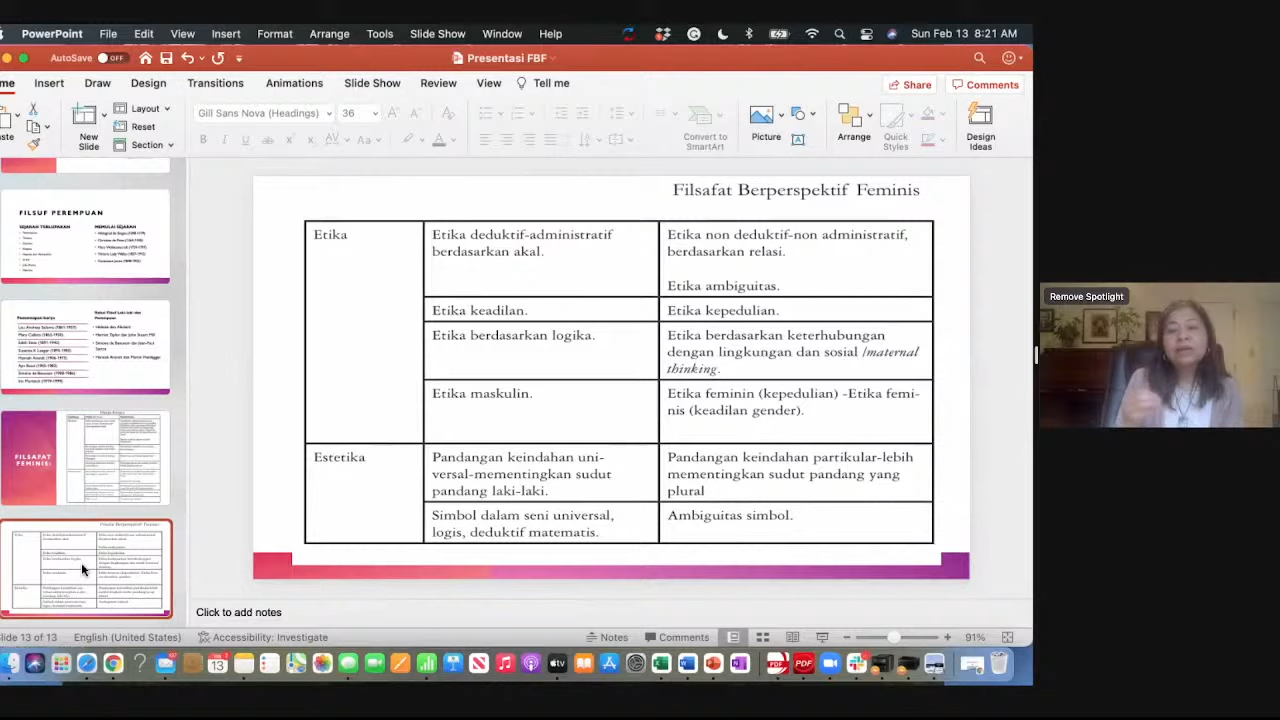 PowerPoint File Edit View Insert Format Arrange Tools Slide Show Window Help Sun Feb 13 8:21 AM
AutoSave OFF Presentasi FBF
me Insert Draw Design Transitions Animations Slide Show Review View Tell me Share Comments
Layout
Reset
Section
New
Slide
Gill Sans Nova (Headings) 36
Convert to
SmartArt
Picture
Arrange
Quick
Styles
Design
Ideas
FILSUF PEREMPUAN
FILSAFAT
FEMINIS:
Filsafat Berperspektif Feminis
Etika
Etika deduktif-administratif
berdasarkan akal.
Etika non-deduktif-nonadministratif,
berdasarkan relasi.
Etika ambiguitas.
Etika keadilan.
Etika kepedulian.
Etika berdasarkan logika.
Etika berdasarkan keterhubungan
dengan lingkungan dan sosial /maternal
thinking.
Etika maskulin.
Etika feminin (kepedulian) -Etika femi-
nis (keadilan gender).
Estetika
Pandangan keindahan uni-
versal-mementingkan sudut
pandang laki-laki.
Pandangan keindahan partikular-lebih
mementingkan sudut pandang yang
plural
Simbol dalam seni universal,
logis, deduktif matematis.
Ambiguitas simbol.
Click to add notes
Slide 13 of 13 English (United States) Accessibility: Investigate Notes Comments 91%
Remove Spotlight